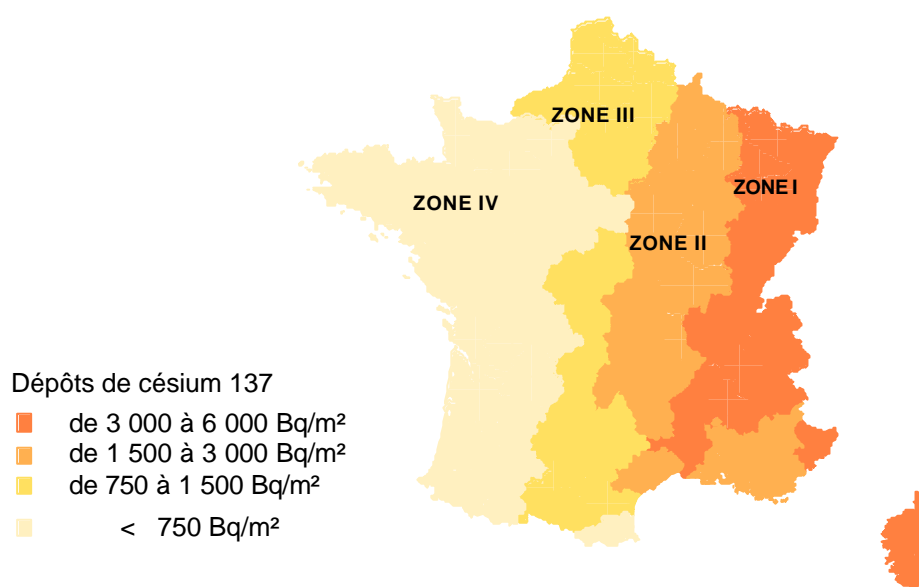 ZONE III
ZONE I
ZONE IV
ZONE II
Dépôts de césium 137
de 3 000 à 6 000 Bq/m²
de 1 500 à 3 000 Bq/m²
de 750 à 1 500 Bq/m²
< 750 Bq/m²